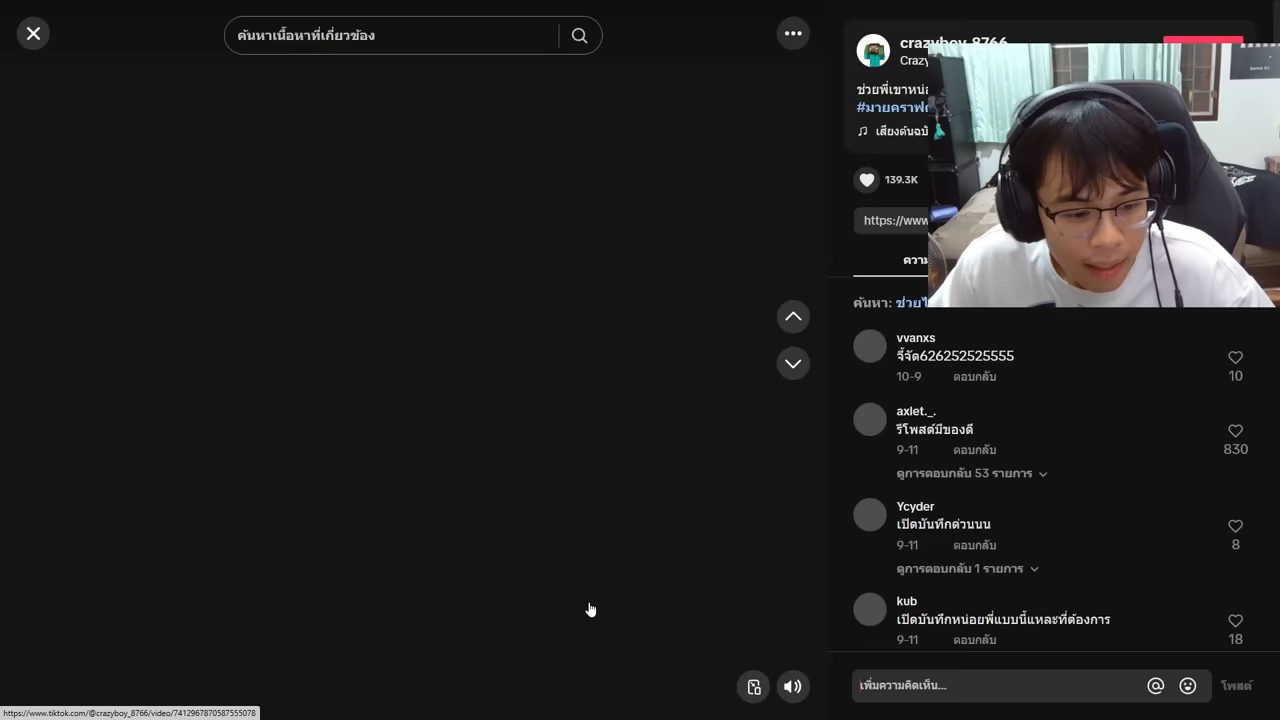 ค้นหาเนื้อหาที่เกี่ยวข้อง
crazyboy_8766
Crazy
ช่วยพี่เขาหน่อ
#มายคราฟ
เสียงต้นฉบั
139.3K
https://www
ความ
ค้นหา: ช่วยไ
vvanxs
จี้จัด626252525555
10-9 ตอบกลับ
10
axlet._.
รีโพสต์มีของดี
9-11 ตอบกลับ
830
ดูการตอบกลับ 53 รายการ
Ycyder
เปิดบันทึกด่วนนน
9-11 ตอบกลับ
8
ดูการตอบกลับ 1 รายการ
kub
เปิดบันทึกหน่อยพี่แบบนี้แหละที่ต้องการ
9-11 ตอบกลับ
18
เพิ่มความคิดเห็น...
โพสต์
https://www.tiktok.com/@crazyboy_8766/video/7412967870587555078